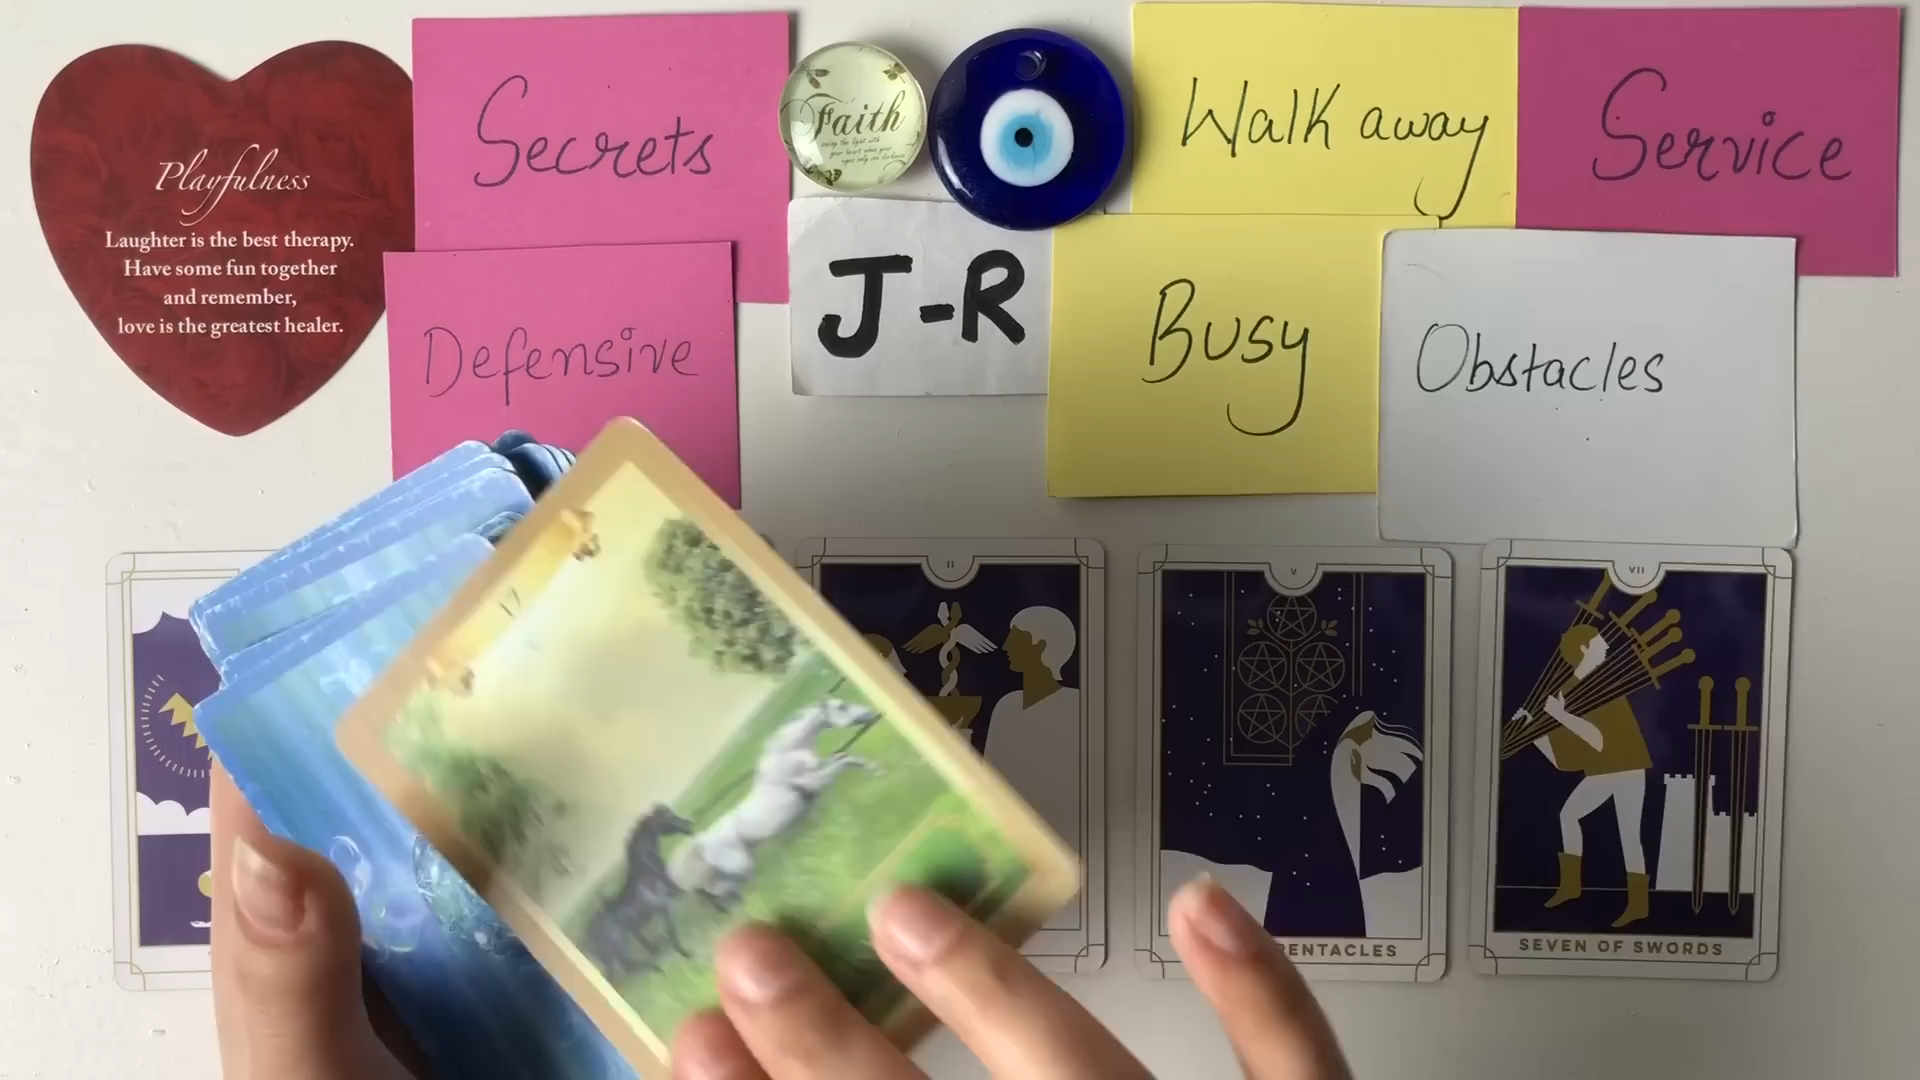 Playfulness
Laughter is the best therapy.
Have some fun together
and remember,
love is the greatest healer.
Secrets
Faith
Walk away
Service
Defensive
J-R
Busy
Obstacles
II
V
VII
PENTACLES
SEVEN OF SWORDS